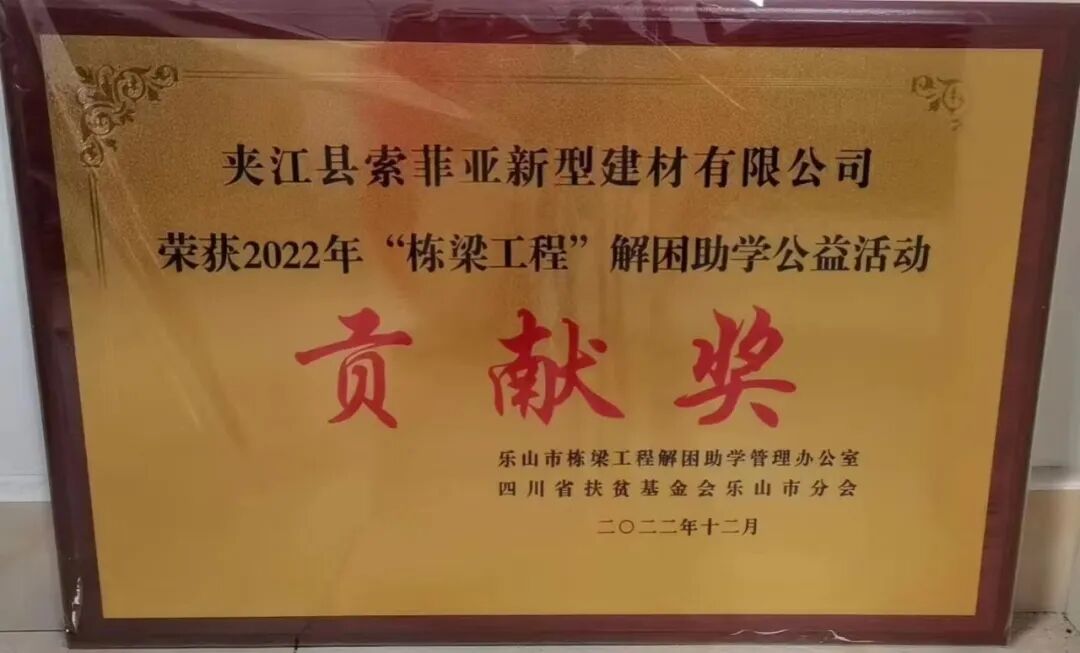 夹江县索菲亚新型建材有限公司
荣获2022年“栋梁工程”解困助学公益活动
贡献奖
乐山市栋梁工程解困助学管理办公室
四川省扶贫基金会乐山市分会
二〇二二年十二月